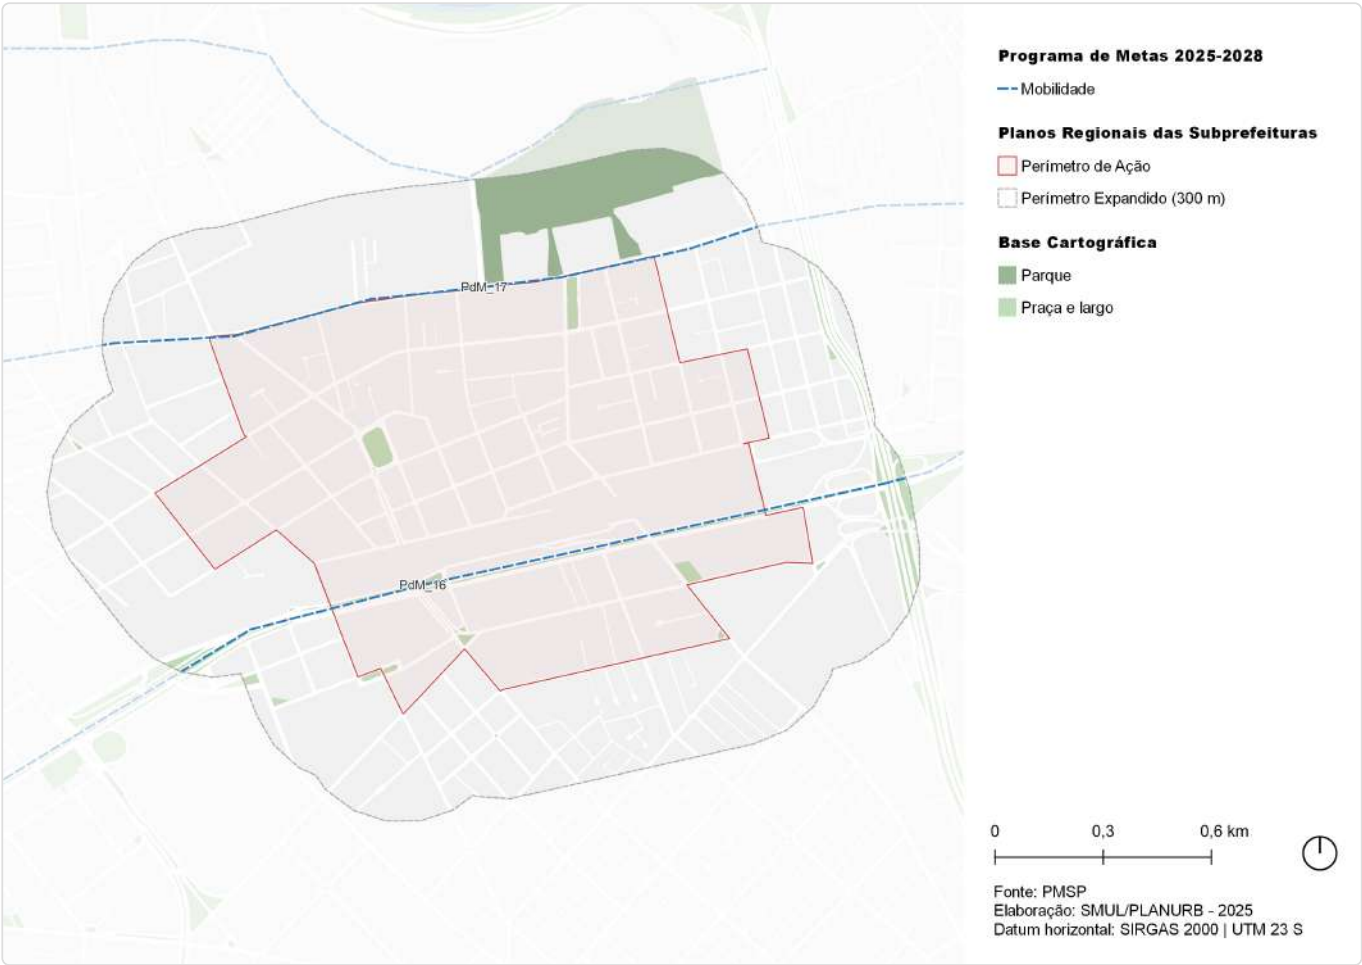 Programa de Metas 2025-2028
Mobilidade
Planos Regionais das Subprefeituras
Perímetro de Ação
Perímetro Expandido (300 m)
Base Cartográfica
Parque
Praça e largo
PdM_17
PdM_16
0 0,3 0,6 km
Fonte: PMSP
Elaboração: SMUL/PLANURB - 2025
Datum horizontal: SIRGAS 2000 | UTM 23 S